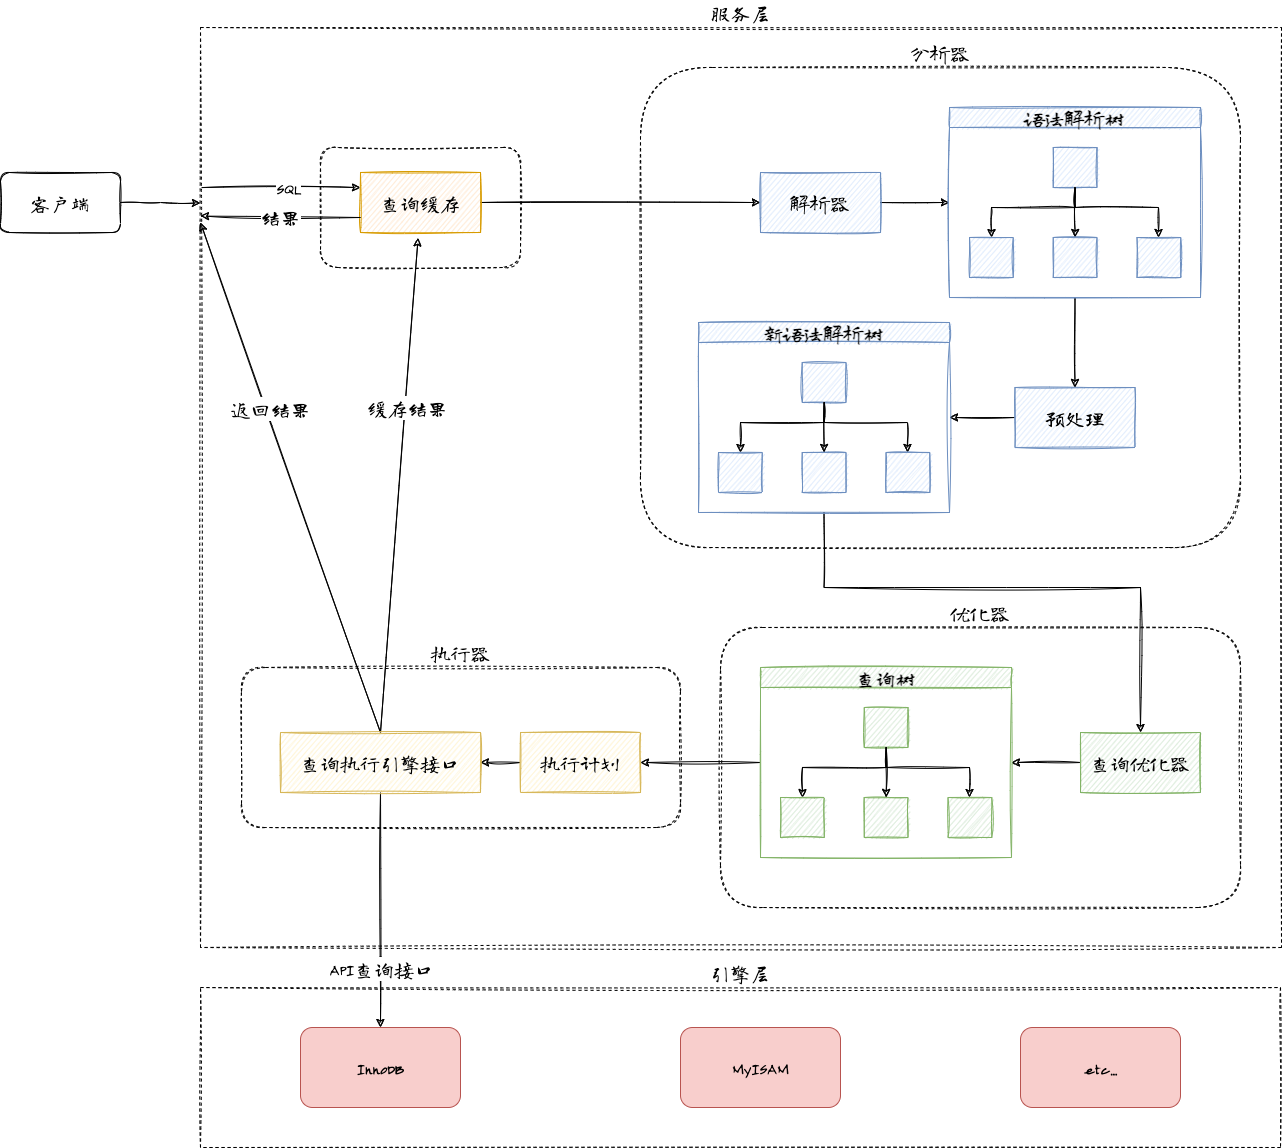 服务层
分析器
语法解析树
客户端
SQL
结果
查询缓存
解析器
新语法解析树
预处理
返回结果
缓存结果
优化器
执行器
查询树
查询执行引擎接口
执行计划
查询优化器
API查询接口
引擎层
InnoDB
MyISAM
etc...